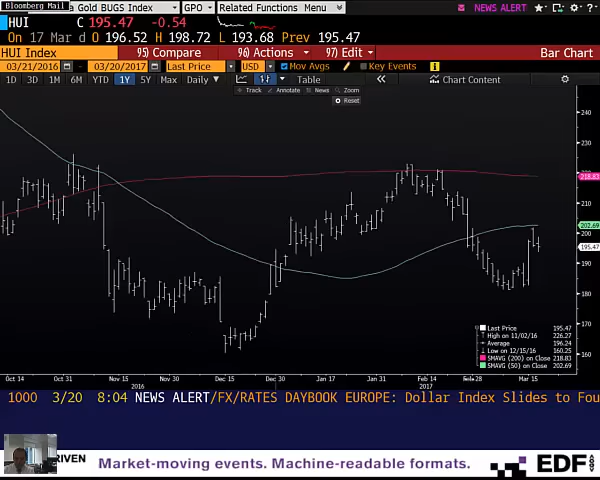 Bloomberg Mail
a Gold BUGS Index GPO Related Functions Menu NEWS ALERT
HUI C 195.47 -0.54
On 17 Mar d O 196.52 H 198.72 L 193.68 Prev 195.47
HUI Index 95) Compare 96) Actions 97) Edit Bar Chart
03/21/2016 03/20/2017 Last Price USD Mov Avgs Key Events
1D 3D 1M 6M YTD 1Y 5Y Max Daily Table Chart Content
Track Annotate News Zoom
Reset
240
230
220
218.83
210
202.69
200
195.47
190
180
170
160
Last Price 195.47
High on 11/02/16 226.27
Average 196.24
Low on 12/15/16 160.25
SMAVG (200) on Close 218.83
SMAVG (50) on Close 202.69
Oct 14 Oct 31 Nov 15 Nov 30 Dec 15 Dec 30 Jan 17 Jan 31 Feb 14 Feb 28 Mar 15
2016 2017
1000 3/20 8:04 NEWS ALERT/FX/RATES DAYBOOK EUROPE: Dollar Index Slides to Fou
RIVEN Market-moving events. Machine-readable formats. EDF